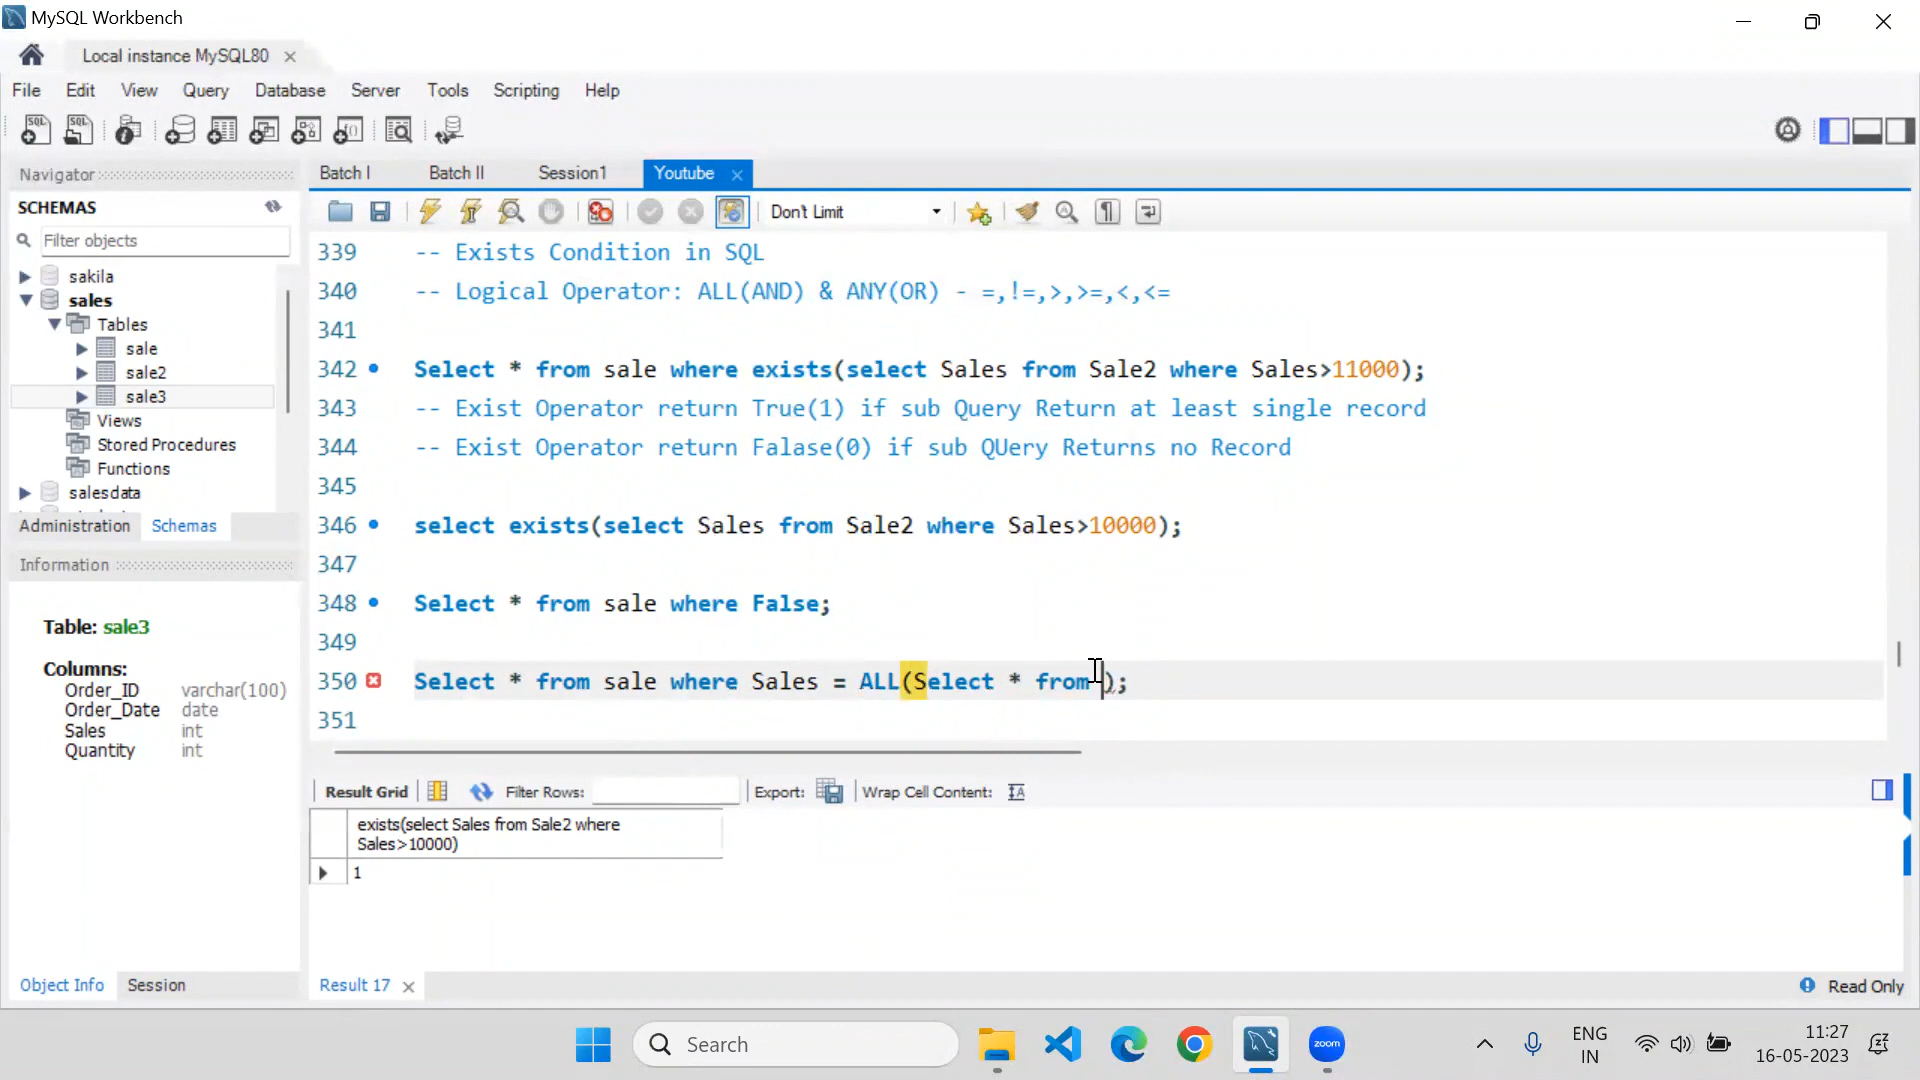 MySQL Workbench
Local instance MySQL80
File Edit View Query Database Server Tools Scripting Help
Navigator
SCHEMAS
Filter objects
sakila
sales
Tables
sale
sale2
sale3
Views
Stored Procedures
Functions
salesdata
Administration Schemas
Information
Table: sale3
Columns:
Order_ID varchar(100)
Order_Date date
Sales int
Quantity int
Object Info Session
Batch I Batch II Session1 Youtube
Don't Limit
339 -- Exists Condition in SQL
340 -- Logical Operator: ALL(AND) & ANY(OR) - =,!=,>,>=,<,<=
341
342 Select * from sale where exists(select Sales from Sale2 where Sales>11000);
343 -- Exist Operator return True(1) if sub Query Return at least single record
344 -- Exist Operator return Falase(0) if sub QUery Returns no Record
345
346 select exists(select Sales from Sale2 where Sales>10000);
347
348 Select * from sale where False;
349
350 Select * from sale where Sales = ALL(Select * from );
351
Result Grid Filter Rows: Export: Wrap Cell Content:
exists(select Sales from Sale2 where
Sales>10000)
1
Result 17
Read Only
Search
zoom
ENG
IN
11:27
16-05-2023